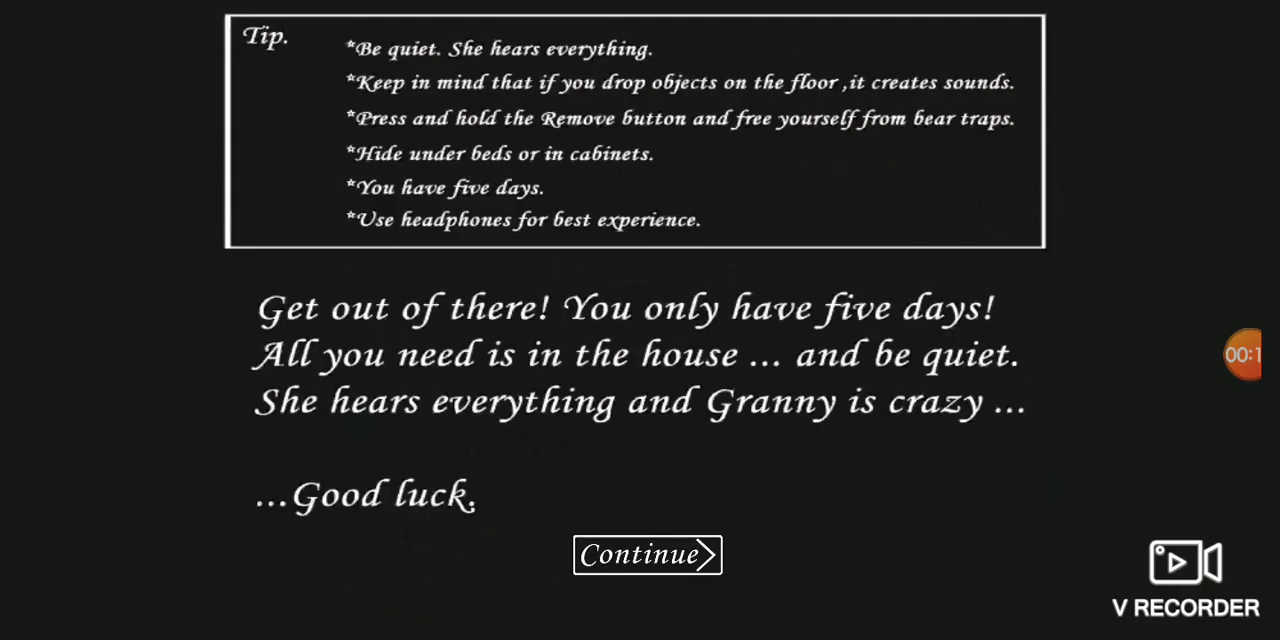 Tip.
*Be quiet. She hears everything.
*Keep in mind that if you drop objects on the floor ,it creates sounds.
*Press and hold the Remove button and free yourself from bear traps.
*Hide under beds or in cabinets.
*You have five days.
*Use headphones for best experience.
Get out of there! You only have five days!
All you need is in the house ... and be quiet.
She hears everything and Granny is crazy ...
...Good luck.
Continue
00:1
V RECORDER